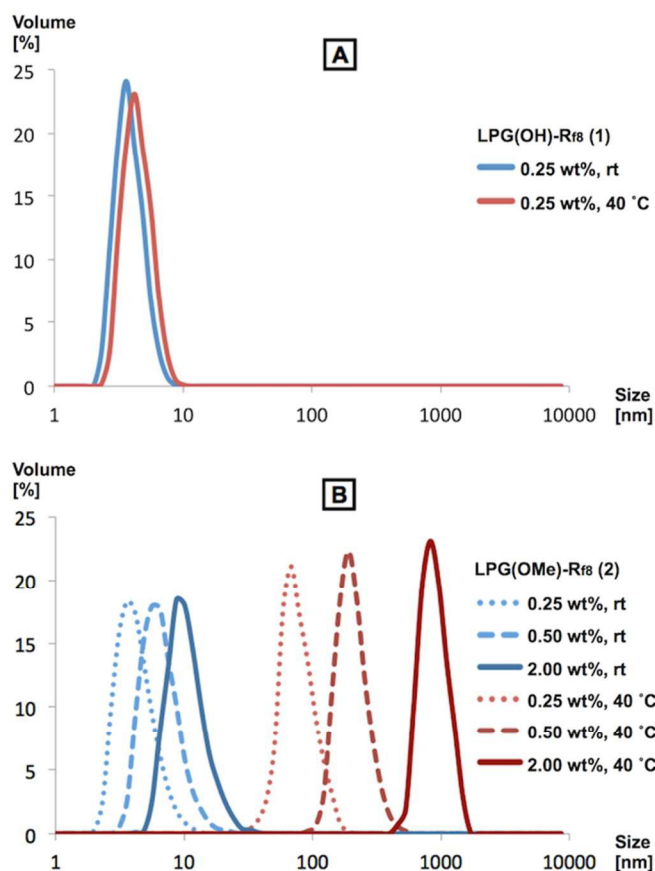 Volume
[%]
A
25
20
15
10
5
0
LPG(OH)-Rf8 (1)
0.25 wt%, rt
0.25 wt%, 40 ˚C
1
10
100
1000
10000
Size
[nm]
Volume
[%]
B
25
20
15
10
5
0
LPG(OMe)-Rf8 (2)
0.25 wt%, rt
0.50 wt%, rt
2.00 wt%, rt
0.25 wt%, 40 ˚C
0.50 wt%, 40 ˚C
2.00 wt%, 40 ˚C
1
10
100
1000
10000
Size
[nm]